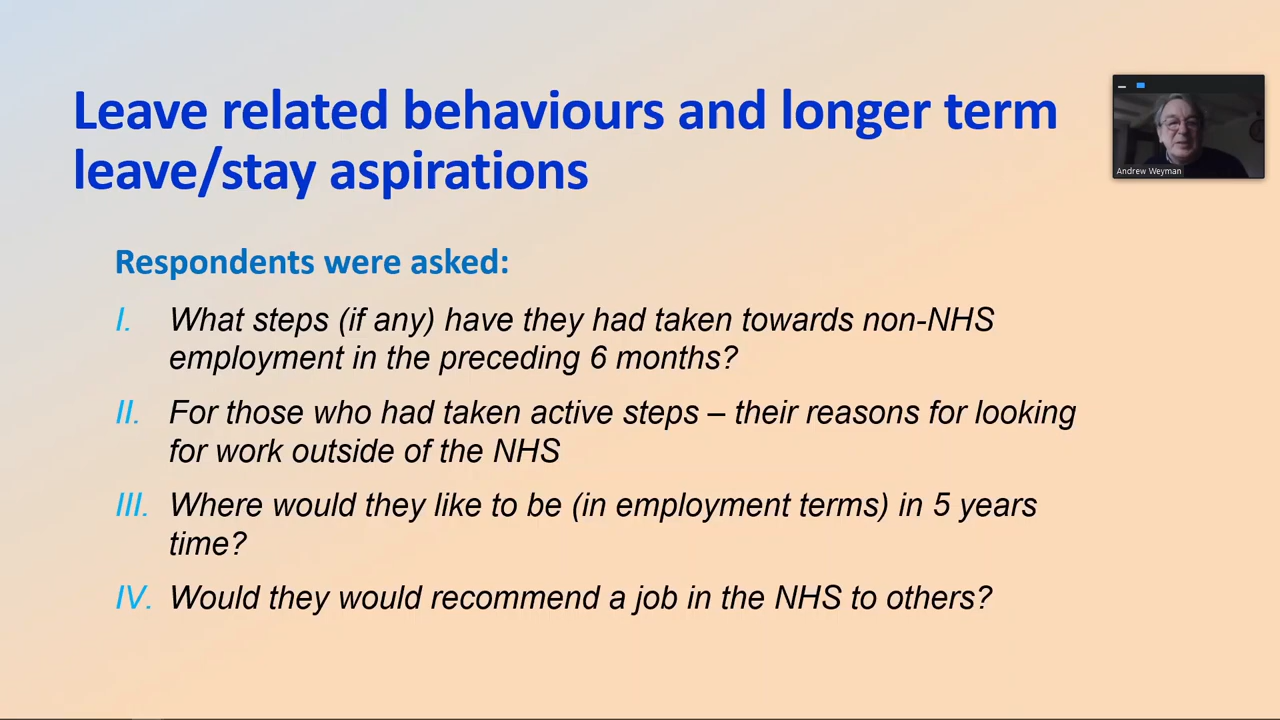 Leave related behaviours and longer term
leave/stay aspirations
Andrew Weyman
Respondents were asked:
I. What steps (if any) have they had taken towards non-NHS
employment in the preceding 6 months?
II. For those who had taken active steps – their reasons for looking
for work outside of the NHS
III. Where would they like to be (in employment terms) in 5 years
time?
IV. Would they would recommend a job in the NHS to others?